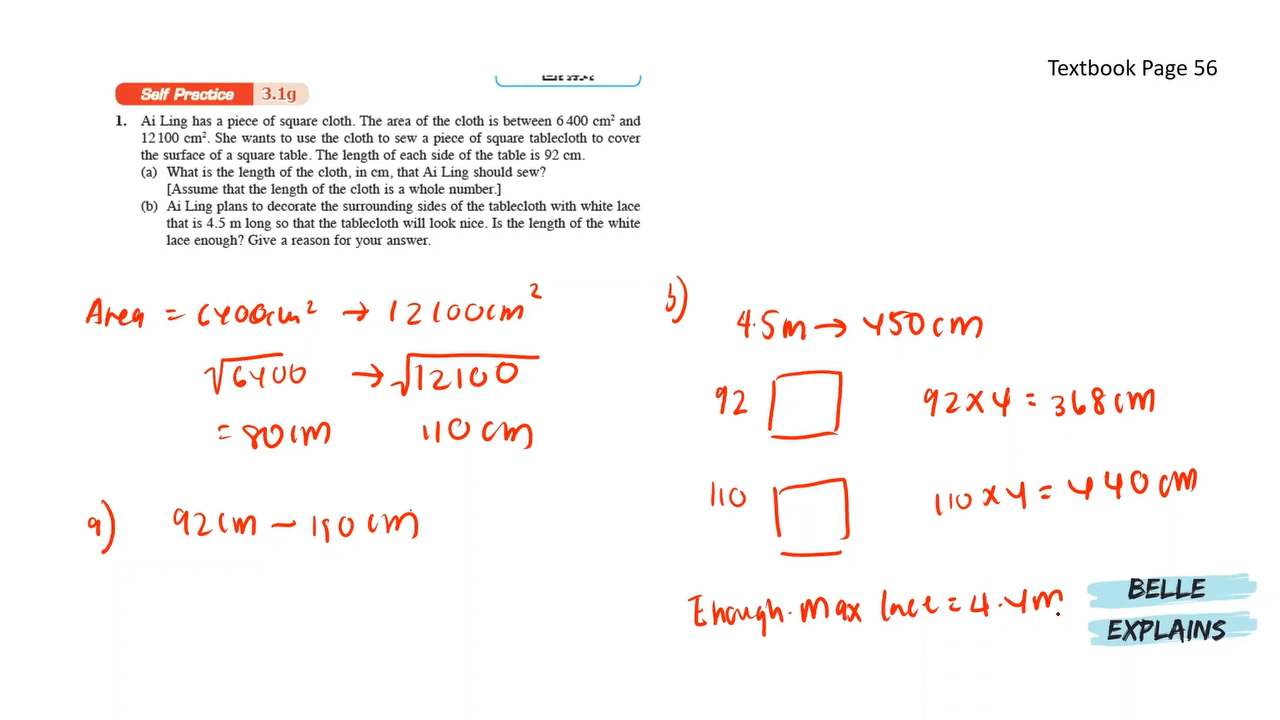 Textbook Page 56
Self Practice 3.1g
1. Ai Ling has a piece of square cloth. The area of the cloth is between 6 400 cm² and
12 100 cm². She wants to use the cloth to sew a piece of square tablecloth to cover
the surface of a square table. The length of each side of the table is 92 cm.
(a) What is the length of the cloth, in cm, that Ai Ling should sew?
[Assume that the length of the cloth is a whole number.]
(b) Ai Ling plans to decorate the surrounding sides of the tablecloth with white lace
that is 4.5 m long so that the tablecloth will look nice. Is the length of the white
lace enough? Give a reason for your answer.
Area = 6400cm² → 12100cm²
√6400 → √12100
= 80cm 110cm
a) 92cm ~ 110cm
b)
4.5m → 450cm
92 92×4 = 368cm
110 110×4 = 440cm
Enough. Max lace = 4.4m
BELLE
EXPLAINS